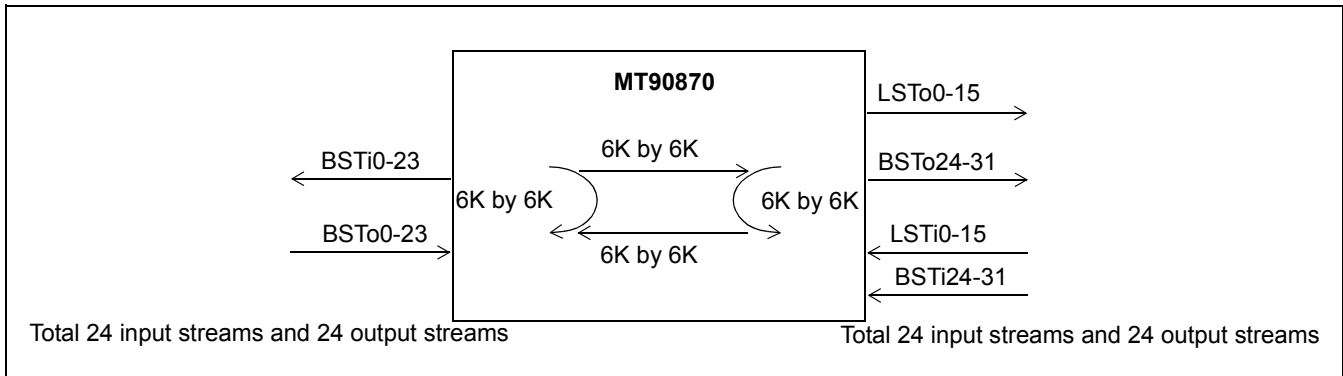 MT90870
LSTo0-15
6K by 6K
BSTi0-23
BSTo24-31
6K by 6K
6K by 6K
BSTo0-23
LSTi0-15
6K by 6K
BSTi24-31
Total 24 input streams and 24 output streams
Total 24 input streams and 24 output streams